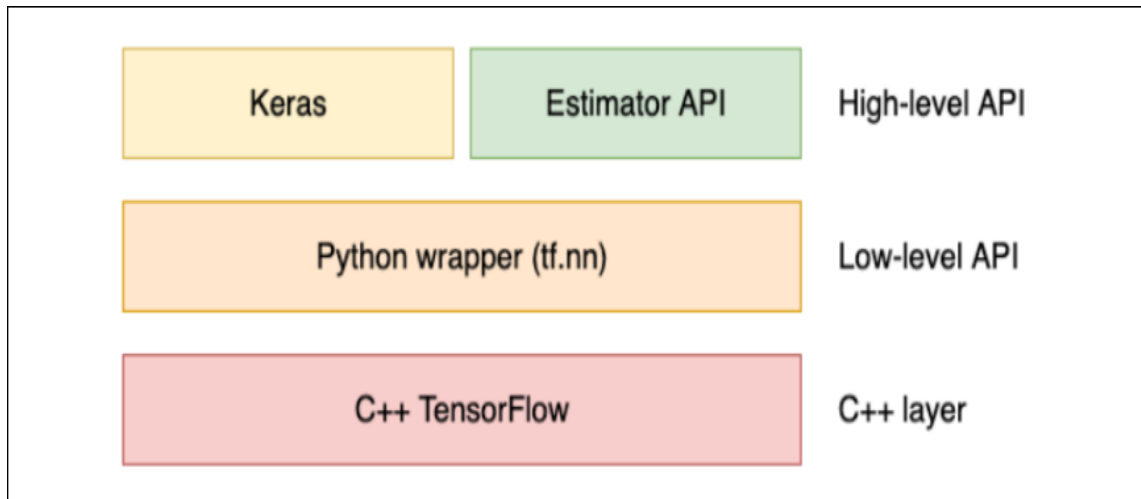 Keras Estimator API High-level API
Python wrapper (tf.nn) Low-level API
C++ TensorFlow C++ layer